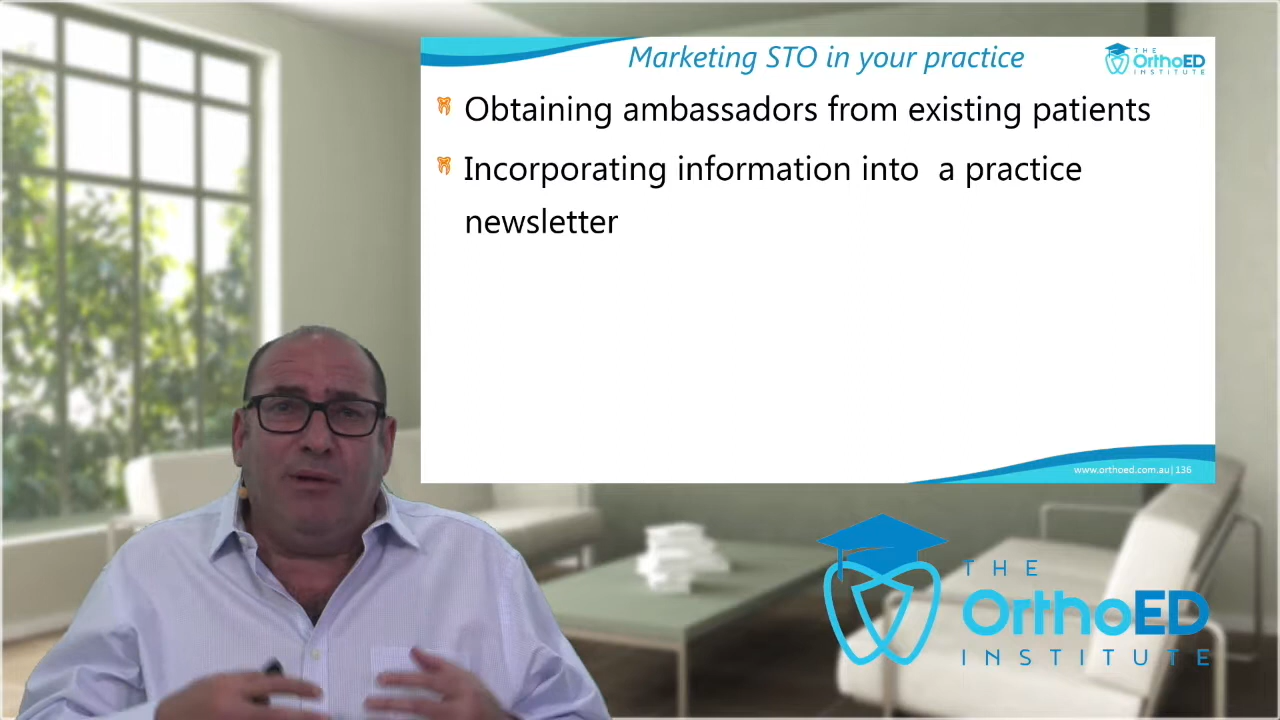 Marketing STO in your practice
THE
OrthoED
INSTITUTE
Obtaining ambassadors from existing patients
Incorporating information into a practice
newsletter
www.orthoed.com.au|136
THE
OrthoED
INSTITUTE